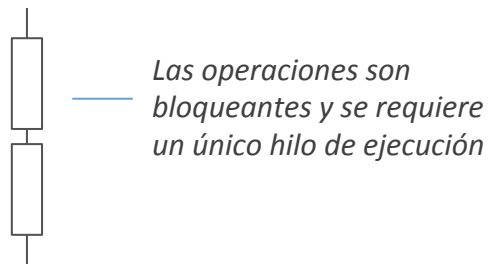 Las operaciones son
bloqueantes y se requiere
un único hilo de ejecución